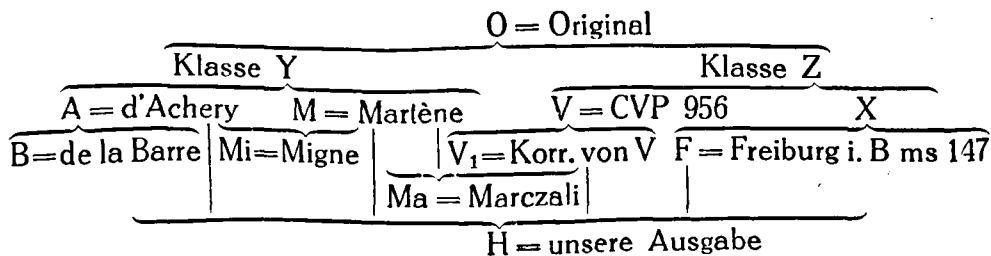 O = Original
Klasse Y Klasse Z
A = d'Achery M = Martène V = CVP 956 X
B=de la Barre Mi=Migne V₁=Korr. von V F = Freiburg i. B ms 147
Ma = Marczali
H = unsere Ausgabe